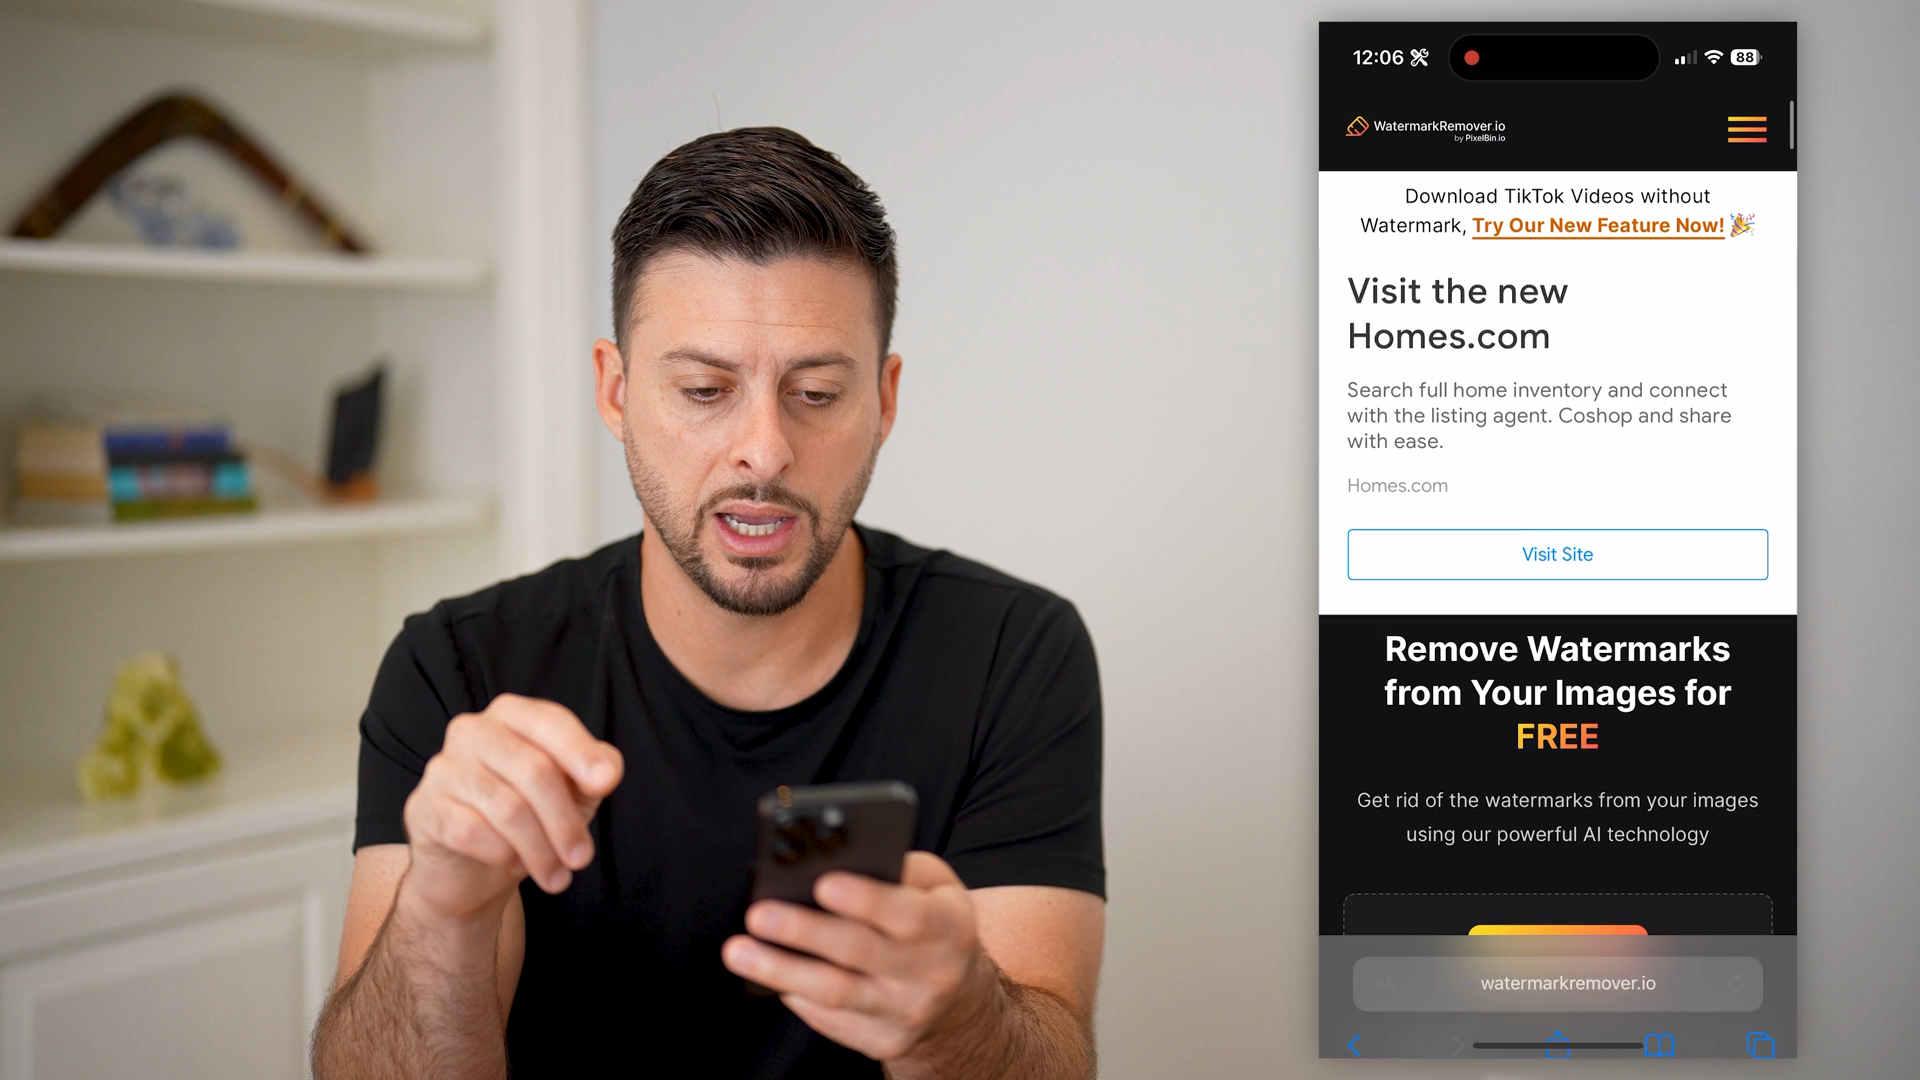 12:06
88
WatermarkRemover.io
by PixelBin.io
Download TikTok Videos without
Watermark, Try Our New Feature Now! 🎉
Visit the new
Homes.com
Search full home inventory and connect
with the listing agent. Coshop and share
with ease.
Homes.com
Visit Site
Remove Watermarks
from Your Images for
FREE
Get rid of the watermarks from your images
using our powerful AI technology
AA
watermarkremover.io